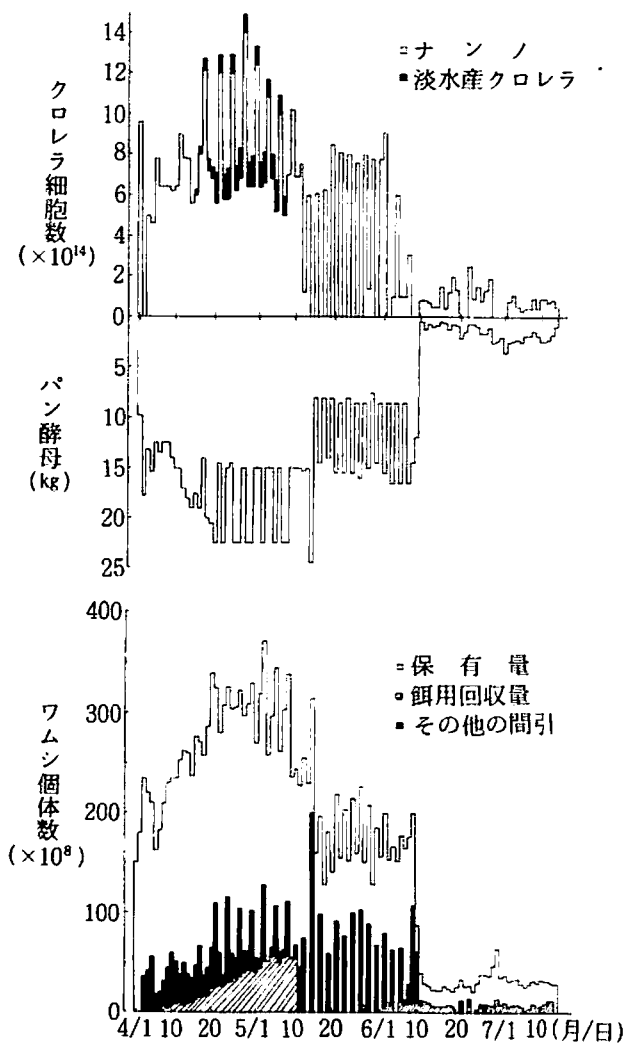 14
12
10
8
6
4
2
0
クロレラ細胞数
(×10¹⁴)
▫ナンノ
▪淡水産クロレラ
5
10
15
20
25
パン酵母
(kg)
400
300
200
100
0
ワムシ個体数
(×10⁸)
▫保有量
▫餌用回収量
▪その他の間引
4/1 10 20 5/1 10 20 6/1 10 20 7/1 10 (月/日)